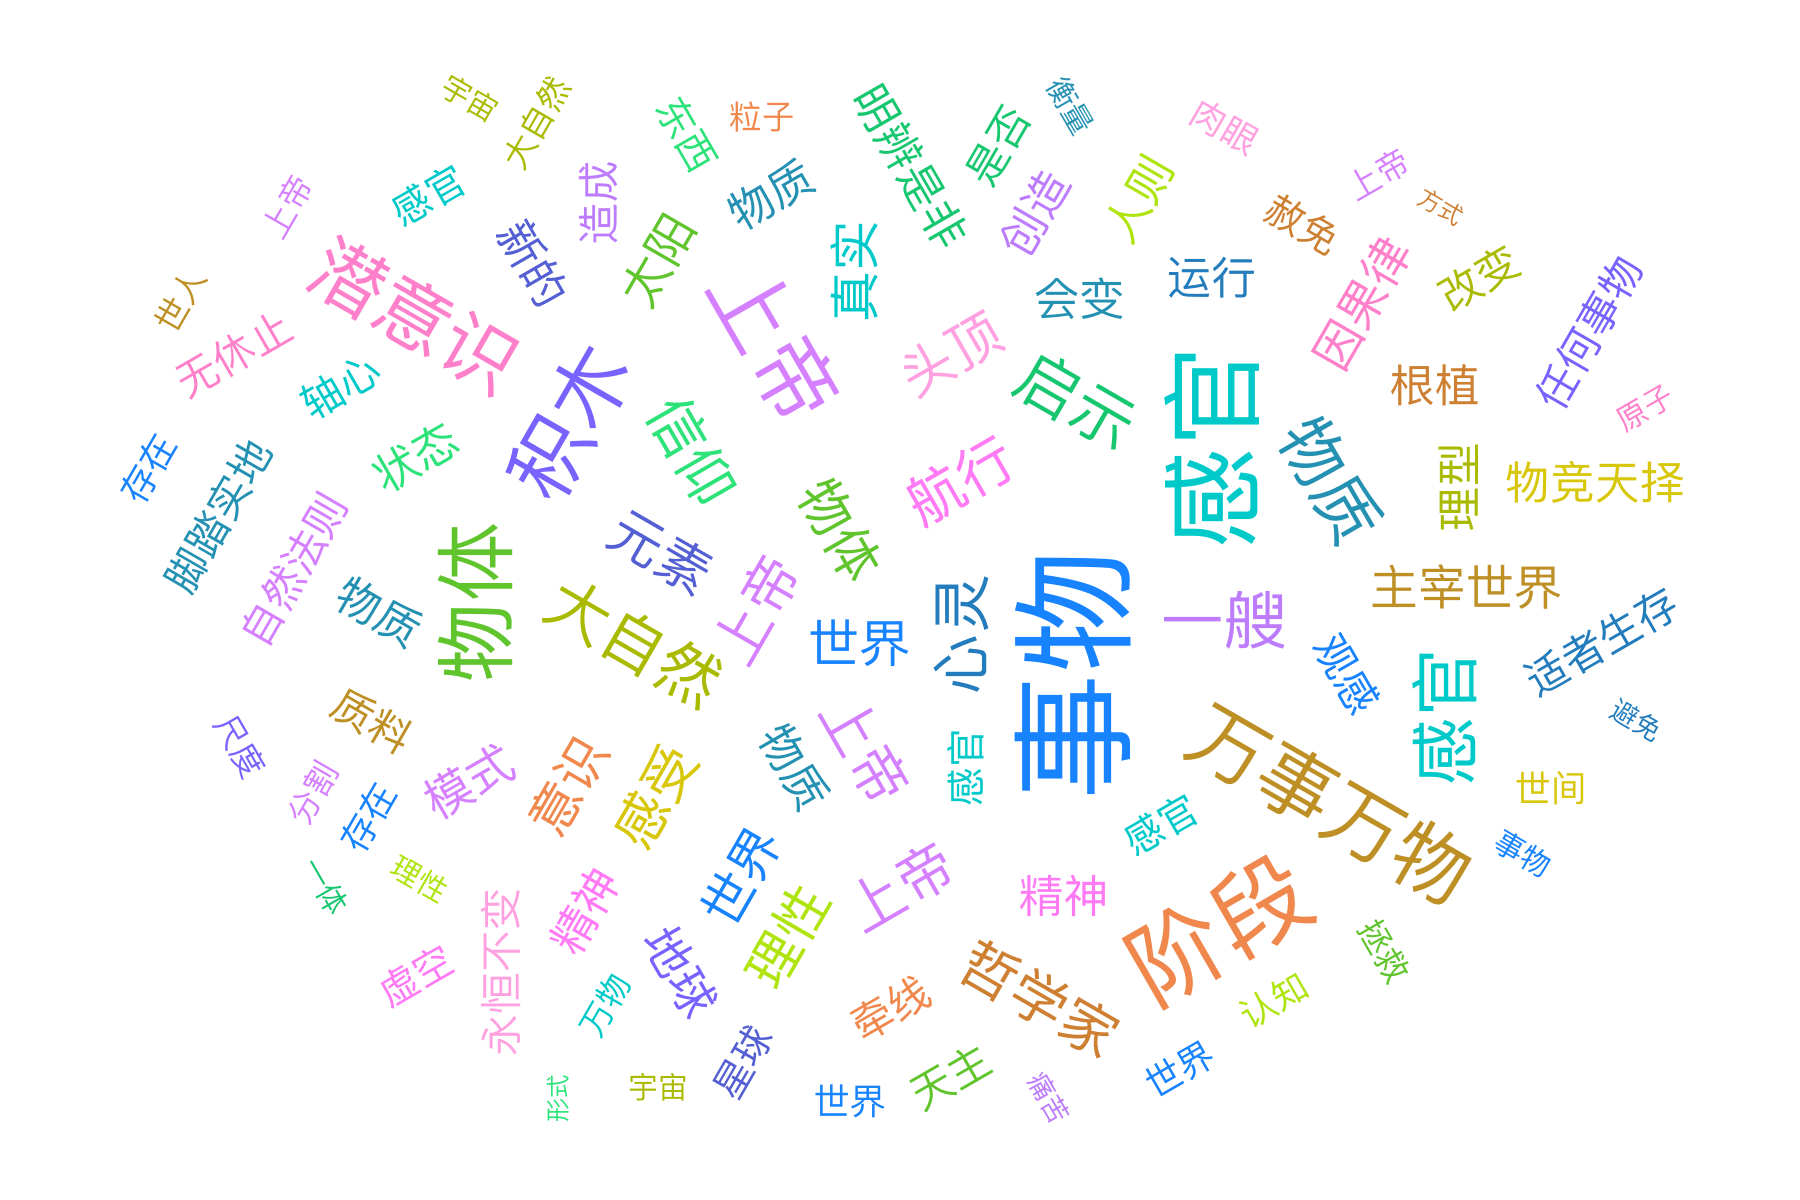 宇宙
大自然
东西
粒子
明辨是非
是否
衡量
肉眼
上帝
方式
上帝
感官
造成
物质
创造
人则
赦免
世人
新的
太阳
真实
会变
运行
因果律
改变
任何事物
潜意识
无休止
轴心
积木
上帝
头顶
启示
感官
根植
原子
存在
脚踏实地
状态
信仰
航行
物质
理型
物竞天择
自然法则
物质
物体
元素
物体
上帝
大自然
世界
心灵
事物
一艘
主宰世界
观感
感官
适者生存
避免
尺度
质料
模式
意识
感受
物质
上帝
感官
万事万物
世间
分割
存在
感官
事物
一体
理性
世界
上帝
精神
阶段
拯救
虚空
永恒不变
精神
万物
地球
理性
牵线
哲学家
认知
形式
宇宙
星球
世界
天主
痛苦
世界